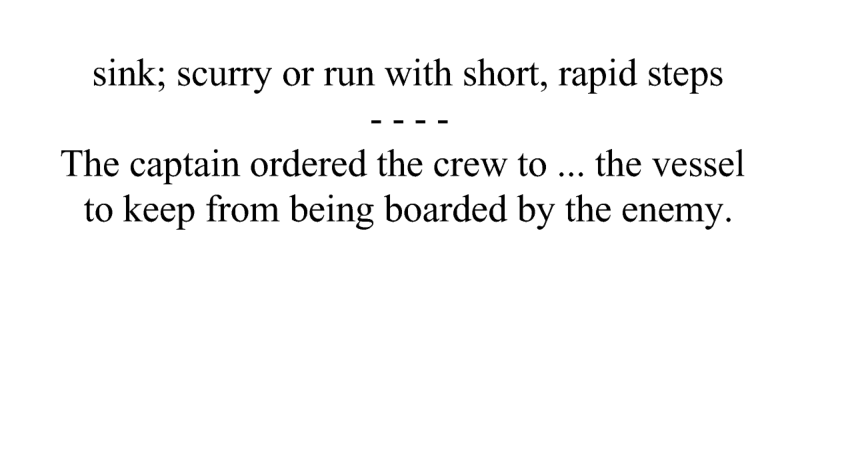 sink; scurry or run with short, rapid steps
- - - -
The captain ordered the crew to ... the vessel
to keep from being boarded by the enemy.